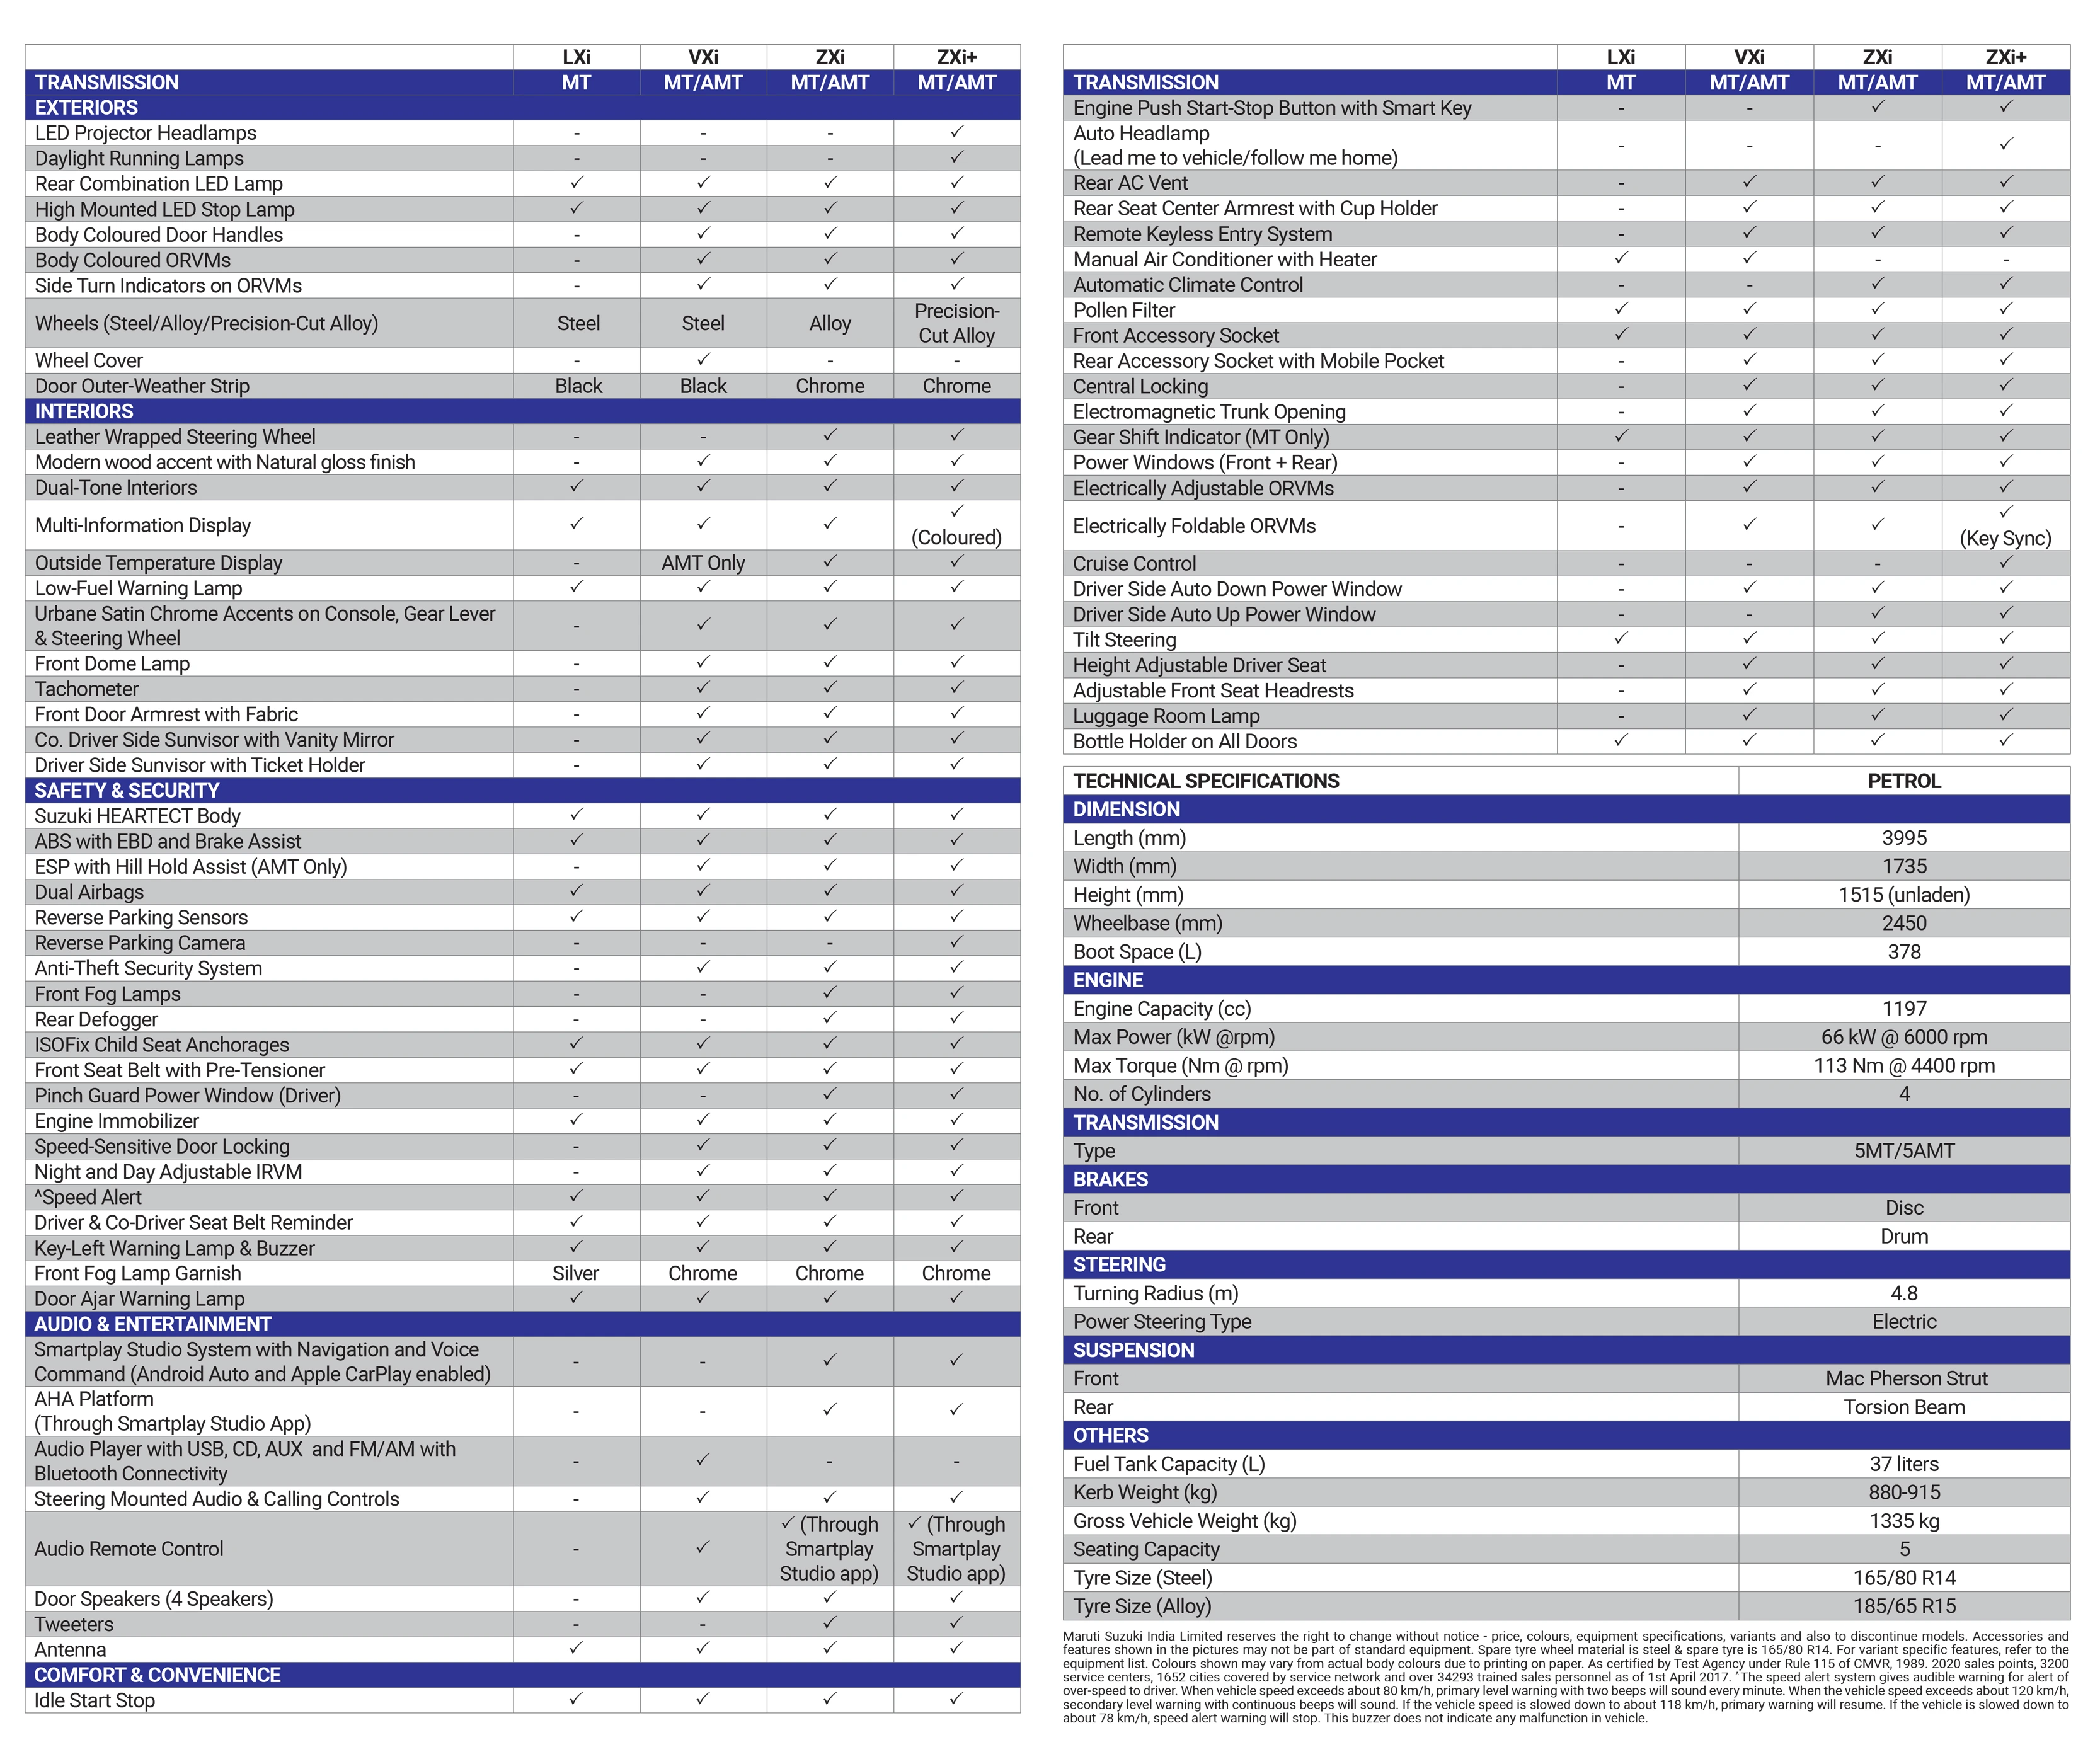 LXi VXi ZXi ZXi+
TRANSMISSION MT MT/AMT MT/AMT MT/AMT
EXTERIORS
LED Projector Headlamps - - - ✓
Daylight Running Lamps - - - ✓
Rear Combination LED Lamp ✓ ✓ ✓ ✓
High Mounted LED Stop Lamp ✓ ✓ ✓ ✓
Body Coloured Door Handles - ✓ ✓ ✓
Body Coloured ORVMs - ✓ ✓ ✓
Side Turn Indicators on ORVMs - ✓ ✓ ✓
Wheels (Steel/Alloy/Precision-Cut Alloy) Steel Steel Alloy Precision-
Cut Alloy
Wheel Cover - ✓ - -
Door Outer-Weather Strip Black Black Chrome Chrome
INTERIORS
Leather Wrapped Steering Wheel - - ✓ ✓
Modern wood accent with Natural gloss finish - ✓ ✓ ✓
Dual-Tone Interiors ✓ ✓ ✓ ✓
Multi-Information Display ✓ ✓ ✓ ✓
(Coloured)
Outside Temperature Display - AMT Only ✓ ✓
Low-Fuel Warning Lamp ✓ ✓ ✓ ✓
Urbane Satin Chrome Accents on Console, Gear Lever
& Steering Wheel - ✓ ✓ ✓
Front Dome Lamp - ✓ ✓ ✓
Tachometer - ✓ ✓ ✓
Front Door Armrest with Fabric - ✓ ✓ ✓
Co. Driver Side Sunvisor with Vanity Mirror - ✓ ✓ ✓
Driver Side Sunvisor with Ticket Holder - ✓ ✓ ✓
SAFETY & SECURITY
Suzuki HEARTECT Body ✓ ✓ ✓ ✓
ABS with EBD and Brake Assist ✓ ✓ ✓ ✓
ESP with Hill Hold Assist (AMT Only) - ✓ ✓ ✓
Dual Airbags ✓ ✓ ✓ ✓
Reverse Parking Sensors ✓ ✓ ✓ ✓
Reverse Parking Camera - - - ✓
Anti-Theft Security System - ✓ ✓ ✓
Front Fog Lamps - - ✓ ✓
Rear Defogger - - ✓ ✓
ISOFix Child Seat Anchorages ✓ ✓ ✓ ✓
Front Seat Belt with Pre-Tensioner ✓ ✓ ✓ ✓
Pinch Guard Power Window (Driver) - - ✓ ✓
Engine Immobilizer ✓ ✓ ✓ ✓
Speed-Sensitive Door Locking - ✓ ✓ ✓
Night and Day Adjustable IRVM - ✓ ✓ ✓
^Speed Alert ✓ ✓ ✓ ✓
Driver & Co-Driver Seat Belt Reminder ✓ ✓ ✓ ✓
Key-Left Warning Lamp & Buzzer ✓ ✓ ✓ ✓
Front Fog Lamp Garnish Silver Chrome Chrome Chrome
Door Ajar Warning Lamp ✓ ✓ ✓ ✓
AUDIO & ENTERTAINMENT
Smartplay Studio System with Navigation and Voice
Command (Android Auto and Apple CarPlay enabled) - - ✓ ✓
AHA Platform
(Through Smartplay Studio App) - - ✓ ✓
Audio Player with USB, CD, AUX and FM/AM with
Bluetooth Connectivity - ✓ - -
Steering Mounted Audio & Calling Controls - ✓ ✓ ✓
Audio Remote Control - ✓ ✓ (Through
Smartplay
Studio app) ✓ (Through
Smartplay
Studio app)
Door Speakers (4 Speakers) - ✓ ✓ ✓
Tweeters - - ✓ ✓
Antenna ✓ ✓ ✓ ✓
COMFORT & CONVENIENCE
Idle Start Stop ✓ ✓ ✓ ✓
LXi VXi ZXi ZXi+
TRANSMISSION MT MT/AMT MT/AMT MT/AMT
Engine Push Start-Stop Button with Smart Key - - ✓ ✓
Auto Headlamp
(Lead me to vehicle/follow me home) - - - ✓
Rear AC Vent - ✓ ✓ ✓
Rear Seat Center Armrest with Cup Holder - ✓ ✓ ✓
Remote Keyless Entry System - ✓ ✓ ✓
Manual Air Conditioner with Heater ✓ ✓ - -
Automatic Climate Control - - ✓ ✓
Pollen Filter ✓ ✓ ✓ ✓
Front Accessory Socket ✓ ✓ ✓ ✓
Rear Accessory Socket with Mobile Pocket - ✓ ✓ ✓
Central Locking - ✓ ✓ ✓
Electromagnetic Trunk Opening - ✓ ✓ ✓
Gear Shift Indicator (MT Only) ✓ ✓ ✓ ✓
Power Windows (Front + Rear) - ✓ ✓ ✓
Electrically Adjustable ORVMs - ✓ ✓ ✓
Electrically Foldable ORVMs - ✓ ✓ ✓
(Key Sync)
Cruise Control - - - ✓
Driver Side Auto Down Power Window - ✓ ✓ ✓
Driver Side Auto Up Power Window - - ✓ ✓
Tilt Steering ✓ ✓ ✓ ✓
Height Adjustable Driver Seat - ✓ ✓ ✓
Adjustable Front Seat Headrests - ✓ ✓ ✓
Luggage Room Lamp - ✓ ✓ ✓
Bottle Holder on All Doors ✓ ✓ ✓ ✓
TECHNICAL SPECIFICATIONS PETROL
DIMENSION
Length (mm) 3995
Width (mm) 1735
Height (mm) 1515 (unladen)
Wheelbase (mm) 2450
Boot Space (L) 378
ENGINE
Engine Capacity (cc) 1197
Max Power (kW @rpm) 66 kW @ 6000 rpm
Max Torque (Nm @ rpm) 113 Nm @ 4400 rpm
No. of Cylinders 4
TRANSMISSION
Type 5MT/5AMT
BRAKES
Front Disc
Rear Drum
STEERING
Turning Radius (m) 4.8
Power Steering Type Electric
SUSPENSION
Front Mac Pherson Strut
Rear Torsion Beam
OTHERS
Fuel Tank Capacity (L) 37 liters
Kerb Weight (kg) 880-915
Gross Vehicle Weight (kg) 1335 kg
Seating Capacity 5
Tyre Size (Steel) 165/80 R14
Tyre Size (Alloy) 185/65 R15
Maruti Suzuki India Limited reserves the right to change without notice - price, colours, equipment specifications, variants and also to discontinue models. Accessories and
features shown in the pictures may not be part of standard equipment. Spare tyre wheel material is steel & spare tyre is 165/80 R14. For variant specific features, refer to the
equipment list. Colours shown may vary from actual body colours due to printing on paper. As certified by Test Agency under Rule 115 of CMVR, 1989. 2020 sales points, 3200
service centers, 1652 cities covered by service network and over 34293 trained sales personnel as of 1st April 2017. ^The speed alert system gives audible warning for alert of
over-speed to driver. When vehicle speed exceeds about 80 km/h, primary level warning with two beeps will sound every minute. When the vehicle speed exceeds about 120 km/h,
secondary level warning with continuous beeps will sound. If the vehicle speed is slowed down to about 118 km/h, primary warning will resume. If the vehicle is slowed down to
about 78 km/h, speed alert warning will stop. This buzzer does not indicate any malfunction in vehicle.